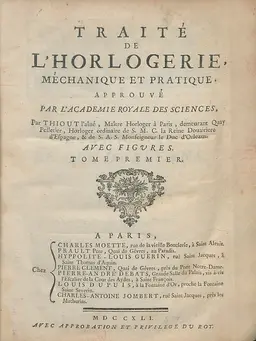 TRAITÉ
DE
L'HORLOGERIE,
MÉCHANIQUE ET PRATIQUE,
APPROUVÉ
PAR L'ACADEMIE ROYALE DES SCIENCES,
Par THIOUT l'aîné, Maître Horloger à Paris, demeurant Quay
Pelletier, Horloger ordinaire de S. M. C. la Reine Douairiere
d'Espagne, & de S. A. S. Monseigneur le Duc d'Orleans.
AVEC FIGURES.
TOME PREMIER.
A PARIS,
Chez
CHARLES MOETTE, rue de la vieille Bouclerie, à Saint Alexis.
PRAULT Pere, Quai de Gêvres, au Paradis.
HYPPOLITE-LOUIS GUERIN, rue Saint Jacques, à
Saint Thomas d'Aquin.
PIERRE CLEMENT, Quai de Gêvres, près du Pont Notre-Dame.
PIERRE-ANDRÉ DEBATS, Grande Salle du Palais, vis à vis
l'Escalier de la Cour des Aydes, à Saint François.
LOUIS DUPUIS, à la Fontaine d'Or, proche la Fontaine
Saint Severin.
CHARLES-ANTOINE JOMBERT, rue Saint Jacques, près les
Mathurins.
MDCCXLI.
AVEC APPROBATION ET PRIVILEGE DU ROY.